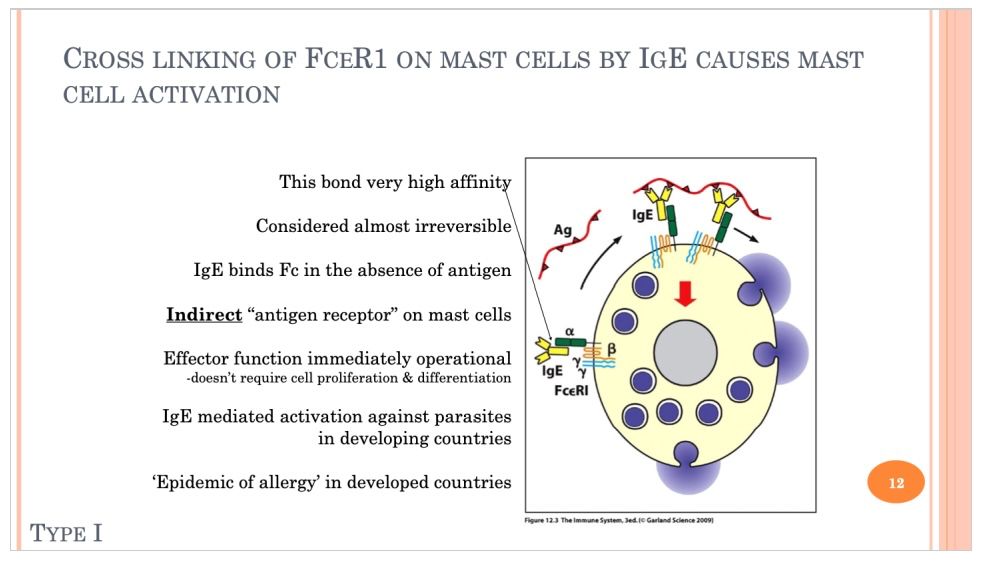 CROSS LINKING OF FCER1 ON MAST CELLS BY IGE CAUSES MAST
CELL ACTIVATION
This bond very high affinity
Considered almost irreversible
IgE binds Fc in the absence of antigen
Indirect “antigen receptor” on mast cells
Effector function immediately operational
-doesn’t require cell proliferation & differentiation
IgE mediated activation against parasites
in developing countries
‘Epidemic of allergy’ in developed countries
IgE
Ag
α
β
γ
γ
IgE
FcεRI
Figure 12.3 The Immune System, 3ed. (© Garland Science 2009)
12
TYPE I